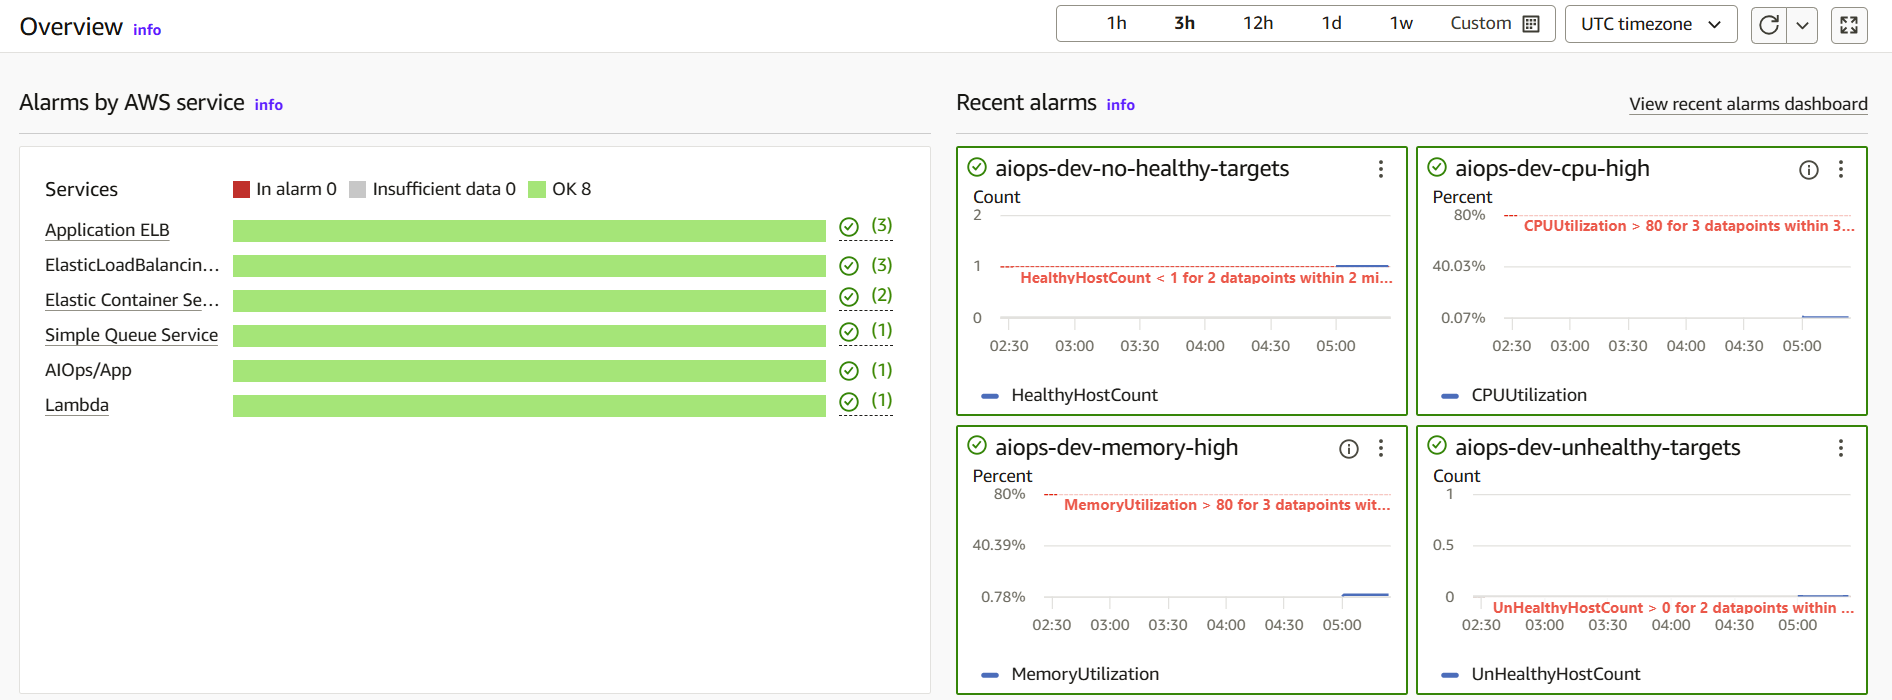 Overview info
1h 3h 12h 1d 1w Custom UTC timezone
Alarms by AWS service info
Services In alarm 0 Insufficient data 0 OK 8
Application ELB (3)
ElasticLoadBalancin... (3)
Elastic Container Se... (2)
Simple Queue Service (1)
AIOps/App (1)
Lambda (1)
Recent alarms info View recent alarms dashboard
aiops-dev-no-healthy-targets
Count
2
1
HealthyHostCount < 1 for 2 datapoints within 2 mi...
0
02:30 03:00 03:30 04:00 04:30 05:00
HealthyHostCount
aiops-dev-cpu-high
Percent
80%
CPUUtilization > 80 for 3 datapoints within 3...
40.03%
0.07%
02:30 03:00 03:30 04:00 04:30 05:00
CPUUtilization
aiops-dev-memory-high
Percent
80%
MemoryUtilization > 80 for 3 datapoints wit...
40.39%
0.78%
02:30 03:00 03:30 04:00 04:30 05:00
MemoryUtilization
aiops-dev-unhealthy-targets
Count
1
0.5
0
UnHealthyHostCount > 0 for 2 datapoints within ...
02:30 03:00 03:30 04:00 04:30 05:00
UnHealthyHostCount